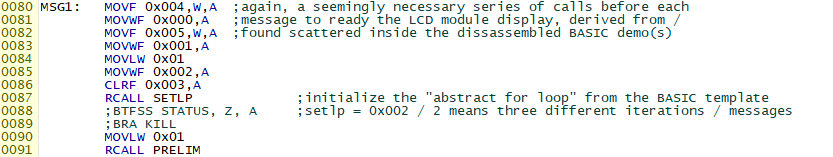 0080 MSG1:   MOVF 0x004,W,A  ;again, a seemingly necessary series of calls before each
0081         MOVWF 0x000,A   ;message to ready the LCD module display, derived from /
0082         MOVF 0x005,W,A  ;found scattered inside the dissassembled BASIC demo(s)
0083         MOVWF 0x001,A
0084         MOVLW 0x01
0085         MOVWF 0x002,A
0086         CLRF 0x003,A
0087         RCALL SETLP             ;initialize the "abstract for loop" from the BASIC template
0088         ;BTFSS STATUS, Z, A     ;setlp = 0x002 / 2 means three different iterations / messages
0089         ;BRA KILL
0090         MOVLW 0x01
0091         RCALL PRELIM